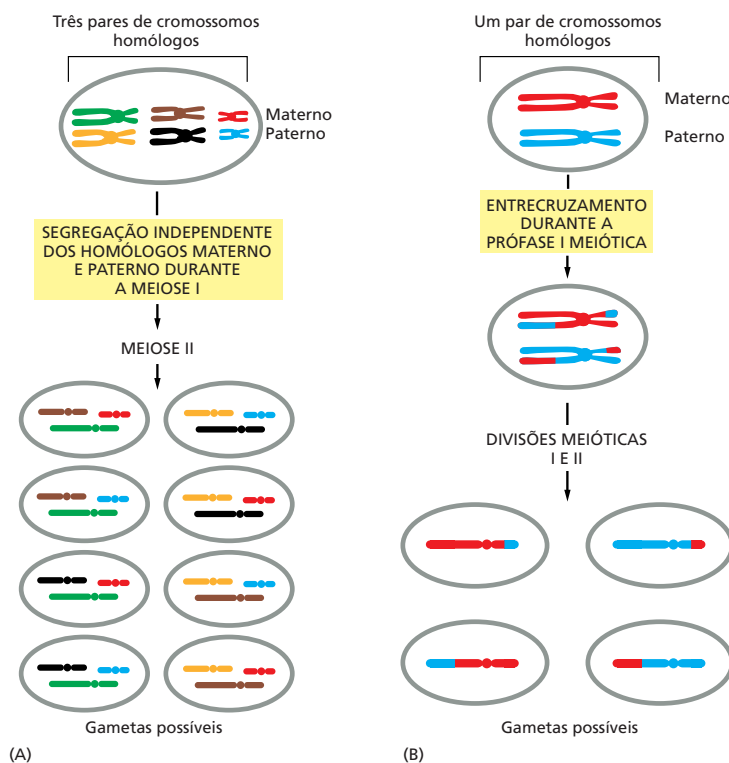 Três pares de cromossomos
homólogos
Materno
Paterno
SEGREGAÇÃO INDEPENDENTE
DOS HOMÓLOGOS MATERNO
E PATERNO DURANTE
A MEIOSE I
MEIOSE II
Gametas possíveis
(A)
Um par de cromossomos
homólogos
Materno
Paterno
ENTRECRUZAMENTO
DURANTE A
PRÓFASE I MEIÓTICA
DIVISÕES MEIÓTICAS
I E II
Gametas possíveis
(B)